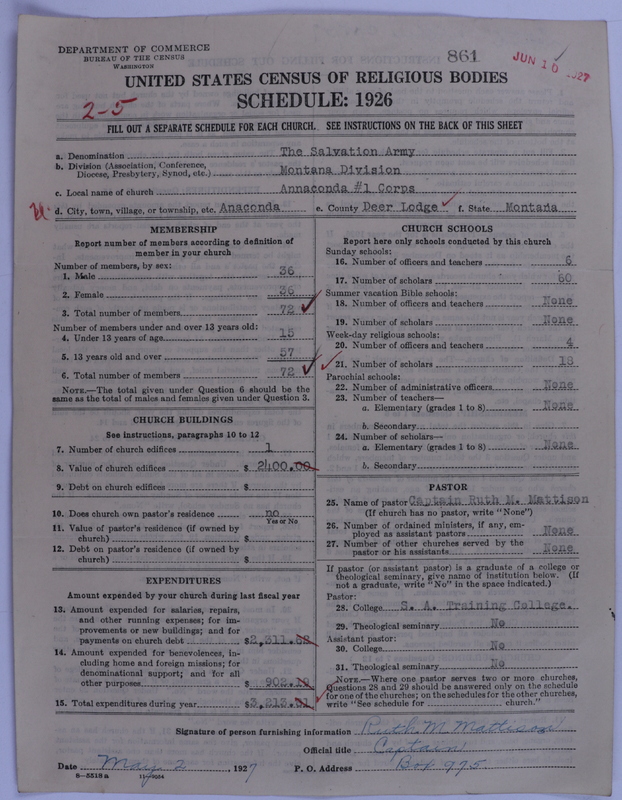 DEPARTMENT OF COMMERCE
BUREAU OF THE CENSUS
WASHINGTON
861
JUN 16 1927
UNITED STATES CENSUS OF RELIGIOUS BODIES
2-5
SCHEDULE: 1926
FILL OUT A SEPARATE SCHEDULE FOR EACH CHURCH. SEE INSTRUCTIONS ON THE BACK OF THIS SHEET
a. Denomination The Salvation Army
b. Division (Association, Conference,
Diocese, Presbytery, Synod, etc.) Montana Division
c. Local name of church Annaconda #1 Corps
d. City, town, village, or township, etc. Anaconda e. County Deer Lodge f. State Montana
MEMBERSHIP
Report number of members according to definition of
member in your church
Number of members, by sex:
1. Male 36
2. Female 36
3. Total number of members 72
Number of members under and over 13 years old:
4. Under 13 years of age 15
5. 13 years old and over 57
6. Total number of members 72
NOTE.—The total given under Question 6 should be
same as the total of males and females given under Question 3.
CHURCH BUILDINGS
See instructions, paragraphs 10 to 12
7. Number of church edifices 1
8. Value of church edifices $ 2400.00
9. Debt on church edifices $
10. Does church own pastor's residence no
Yes or No
11. Value of pastor's residence (if owned by
church) $
12. Debt on pastor's residence (if owned by
church) $
EXPENDITURES
Amount expended by your church during last fiscal year
13. Amount expended for salaries, repairs,
and other running expenses; for im-
provements or new buildings; and for
payments on church debt $2,311.
14. Amount expended for benevolences, in-
cluding home and foreign missions; for
denominational support; and for all
other purposes $ 902.
15. Total expenditures during year $3,213.
CHURCH SCHOOLS
Report here only schools conducted by this church
Sunday schools:
16. Number of officers and teachers 6
17. Number of scholars 60
Summer vacation Bible schools:
18. Number of officers and teachers None
19. Number of scholars None
Week-day religious schools:
20. Number of officers and teachers 4
21. Number of scholars 18
Parochial schools:
22. Number of administrative officers None
23. Number of teachers—
a. Elementary (grades 1 to 8) None
b. Secondary
24. Number of scholars—
a. Elementary (grades 1 to 8) None
b. Secondary
PASTOR
25. Name of pastor Captain Ruth M. Mattison
(If church has no pastor, write "None")
26. Number of ordained ministers, if any, em-
ployed as assistant pastors None
27. Number of other churches served by the
pastor or his assistants None
If pastor (or assistant pastor) is a graduate of a college or
theological seminary, give name of institution below. (If
not a graduate, write "No" in the space indicated.)
Pastor:
28. College S. A. Training College.
29. Theological seminary No
Assistant pastor:
30. College No
31. Theological seminary No
NOTE.—Where one pastor serves two or more churches,
Questions 28 and 29 should be answered only on the schedule
for one of the churches; on the schedules for the other churches,
write "See schedule for church."
Signature of person furnishing information Ruth M Mattison
Official title Captain
Date May 2, 1927 P. O. Address Box 975
8—5518a 11—9034